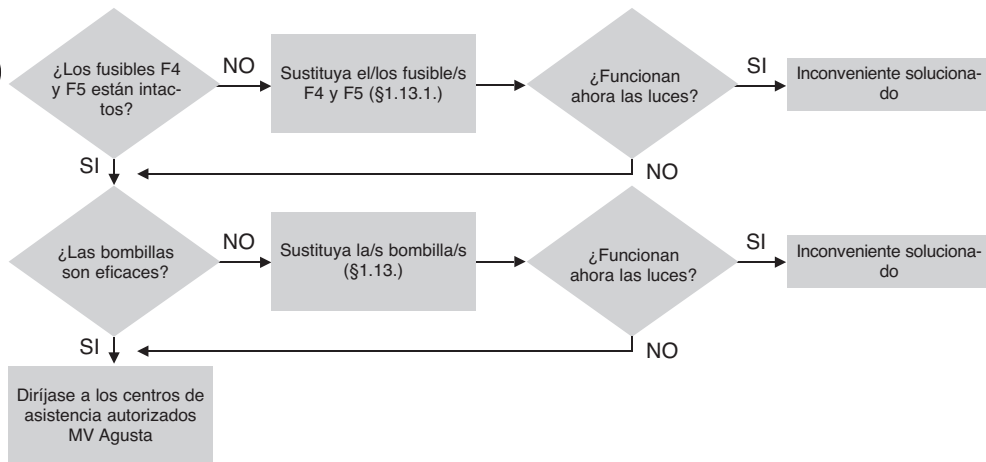 ¿Los fusibles F4
y F5 están intac-
tos?
NO
Sustituya el/los fusible/s
F4 y F5 (§1.13.1.)
¿Funcionan
ahora las luces?
SI
Inconveniente soluciona-
do
SI
NO
¿Las bombillas
son eficaces?
NO
Sustituya la/s bombilla/s
(§1.13.)
¿Funcionan
ahora las luces?
SI
Inconveniente soluciona-
do
SI
NO
Diríjase a los centros de
asistencia autorizados
MV Agusta